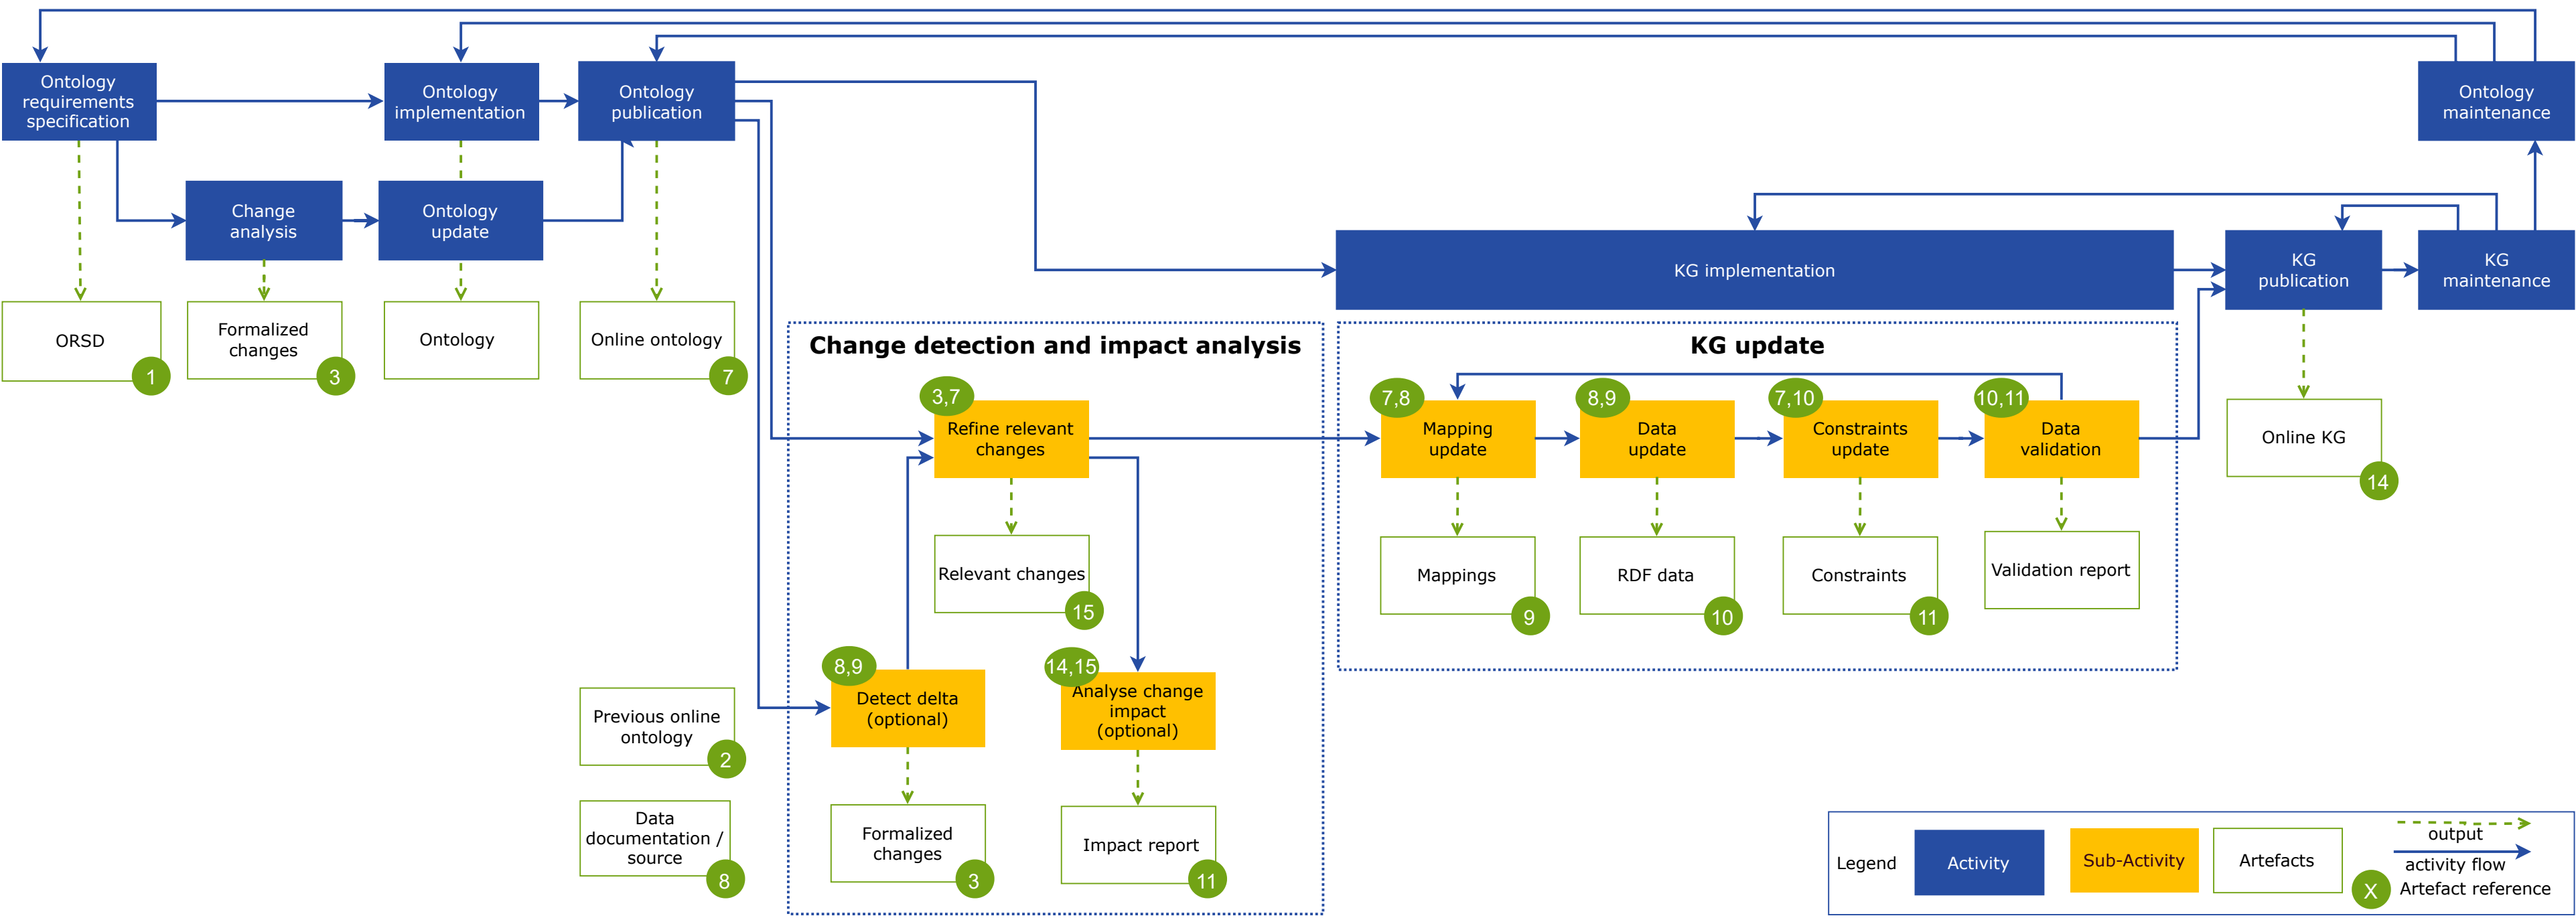 Ontology
requirements
specification
Ontology
implementation
Ontology
publication
Ontology
maintenance
Change
analysis
Ontology
update
KG implementation
KG
publication
KG
maintenance
ORSD
1
Formalized
changes
3
Ontology
Online ontology
7
Change detection and impact analysis
3,7
Refine relevant
changes
Relevant changes
15
8,9
Detect delta
(optional)
14,15
Analyse change
impact
(optional)
Formalized
changes
3
Impact report
11
KG update
7,8
Mapping
update
8,9
Data
update
7,10
Constraints
update
10,11
Data
validation
Mappings
9
RDF data
10
Constraints
11
Validation report
Online KG
14
Previous online
ontology
2
Data
documentation /
source
8
Legend
Activity
Sub-Activity
Artefacts
output
activity flow
X
Artefact reference